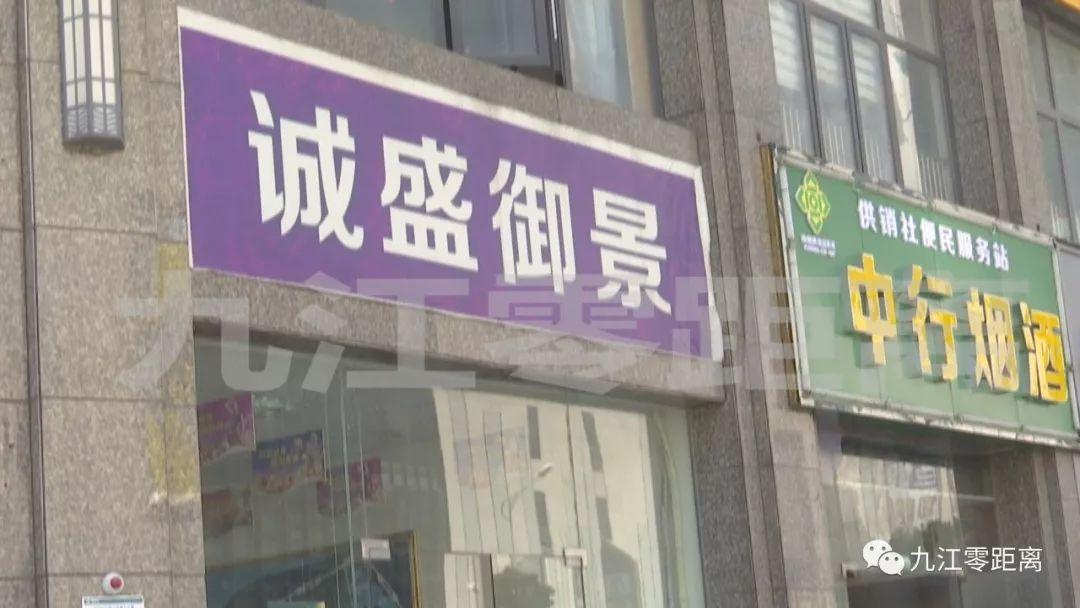 诚盛御景
供销社便民服务站
中行烟酒
九江零距离
九江零距离